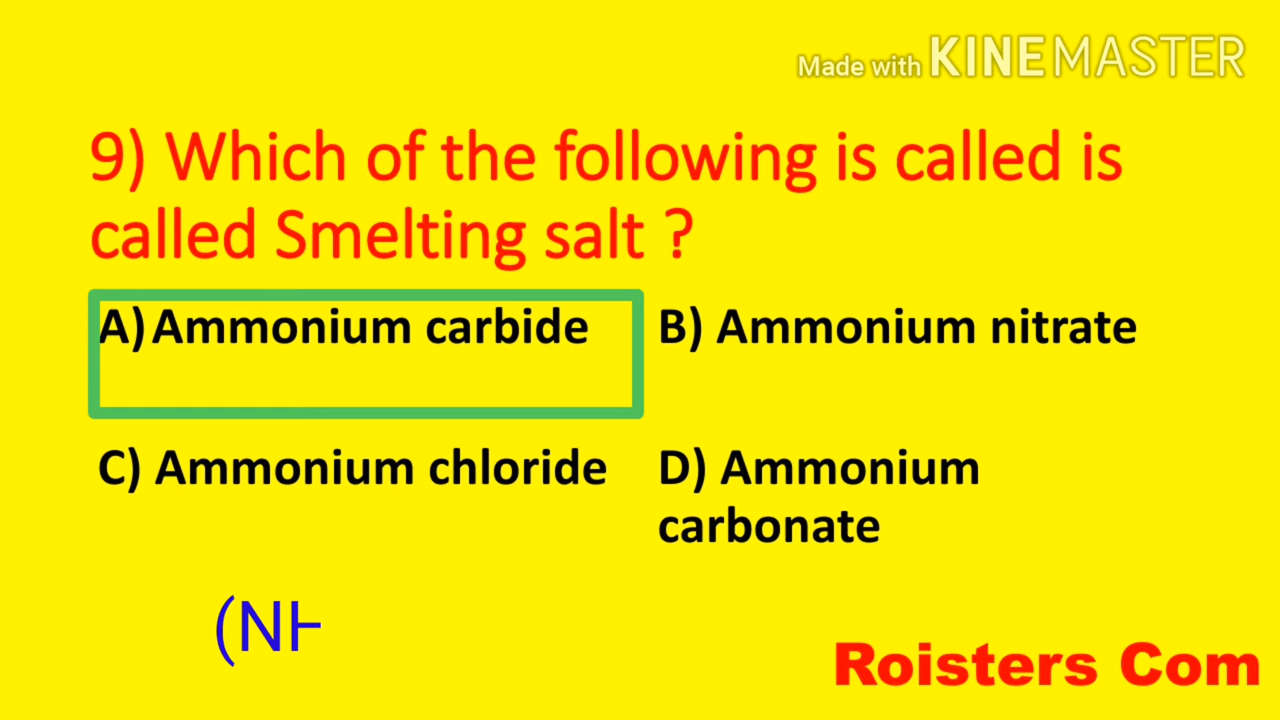 Made with KINEMASTER
9) Which of the following is called is
called Smelting salt ?
A) Ammonium carbide
B) Ammonium nitrate
C) Ammonium chloride
D) Ammonium
carbonate
(NH
Roisters Com